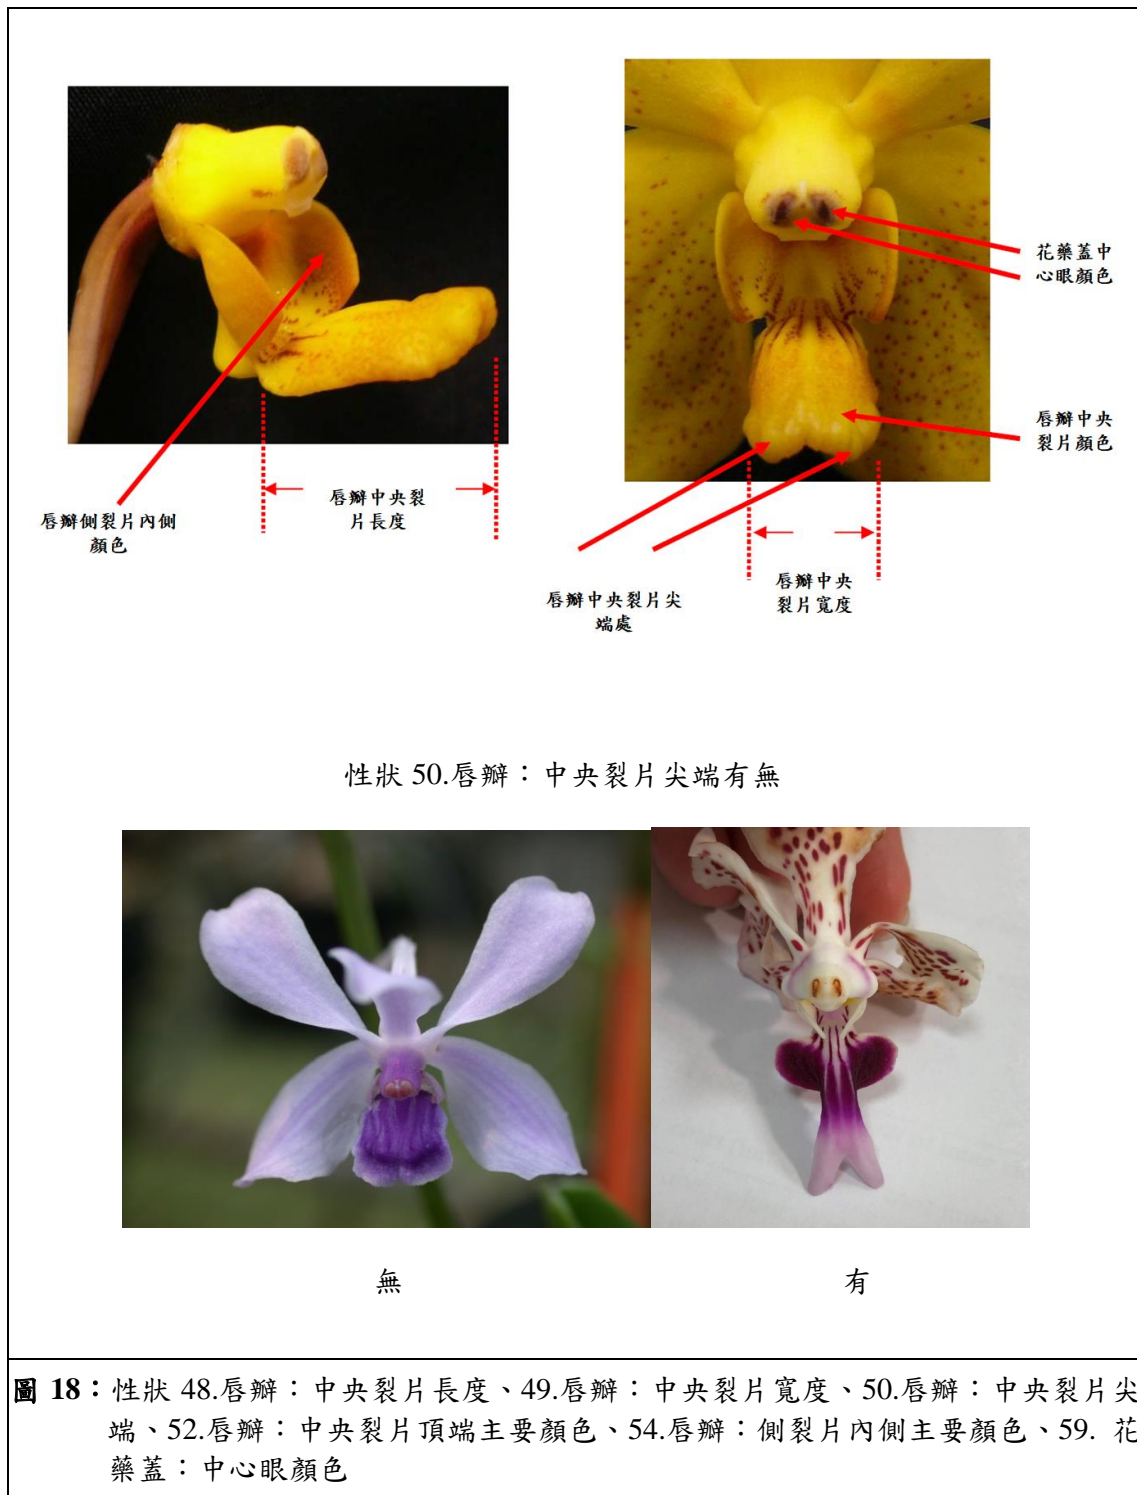 花藥蓋中
心眼顏色
唇瓣中央
裂片顏色
唇瓣側裂片內側
顏色
唇瓣中央裂
片長度
唇瓣中央裂片尖
端處
唇瓣中央
裂片寬度
性狀 50.唇瓣：中央裂片尖端有無
無
有
圖 18：性狀 48.唇瓣：中央裂片長度、49.唇瓣：中央裂片寬度、50.唇瓣：中央裂片尖
端、52.唇瓣：中央裂片頂端主要顏色、54.唇瓣：側裂片內側主要顏色、59. 花
藥蓋：中心眼顏色